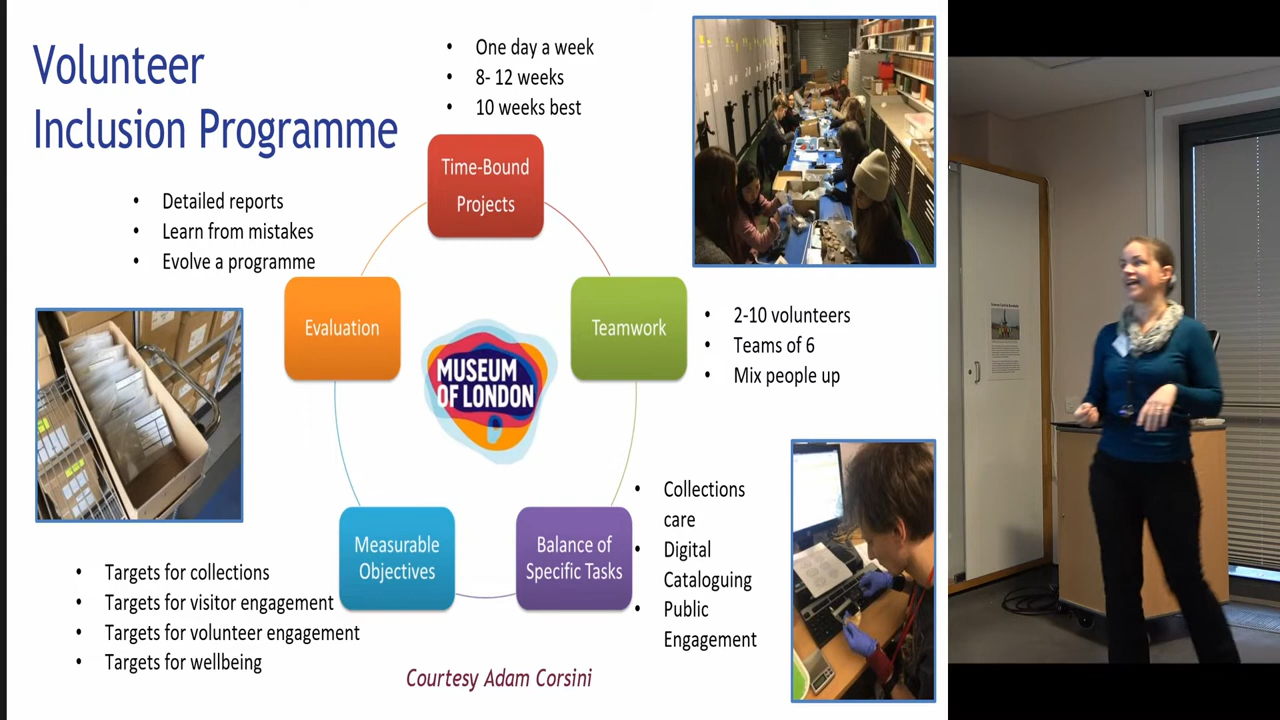 Volunteer
Inclusion Programme
• One day a week
• 8- 12 weeks
• 10 weeks best
Time-Bound
Projects
• Detailed reports
• Learn from mistakes
• Evolve a programme
Evaluation
Teamwork
• 2-10 volunteers
• Teams of 6
• Mix people up
MUSEUM
OF LONDON
Measurable
Objectives
Balance of
Specific Tasks
• Collections
care
• Digital
Cataloguing
• Public
Engagement
• Targets for collections
• Targets for visitor engagement
• Targets for volunteer engagement
• Targets for wellbeing
Courtesy Adam Corsini